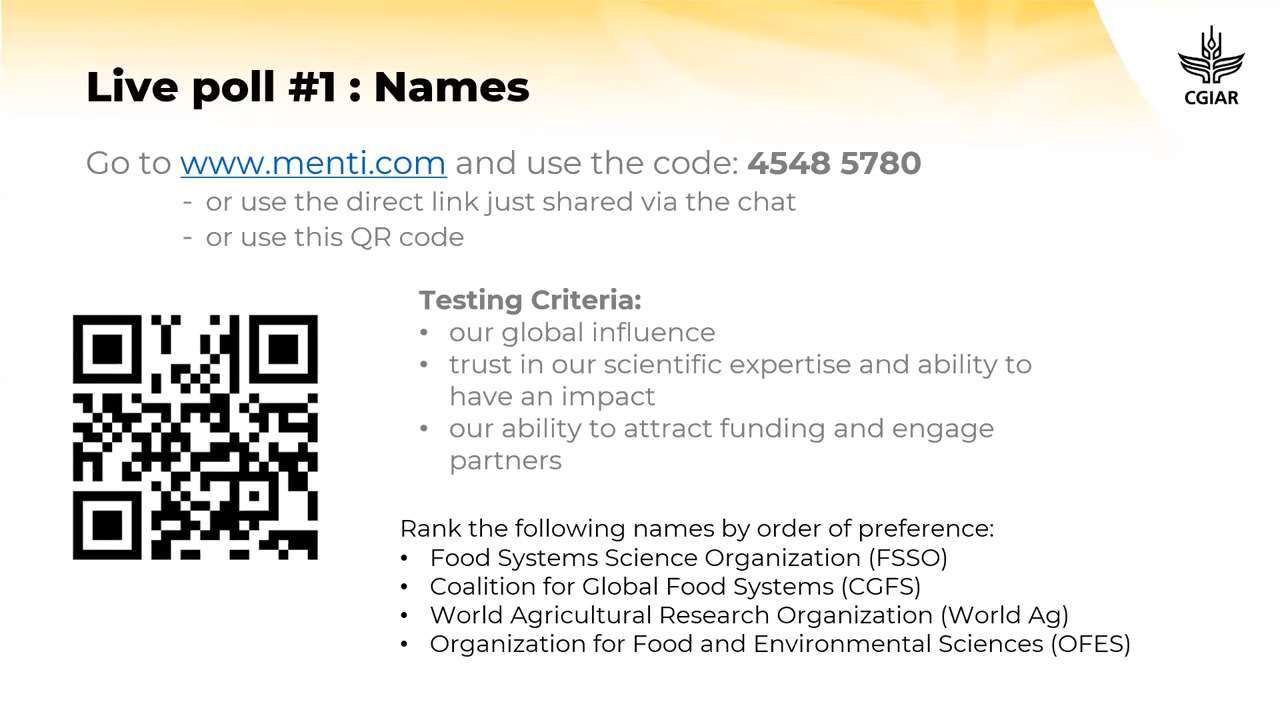 Live poll #1 : Names
CGIAR
Go to www.menti.com and use the code: 4548 5780
- or use the direct link just shared via the chat
- or use this QR code
Testing Criteria:
• our global influence
• trust in our scientific expertise and ability to
have an impact
• our ability to attract funding and engage
partners
Rank the following names by order of preference:
• Food Systems Science Organization (FSSO)
• Coalition for Global Food Systems (CGFS)
• World Agricultural Research Organization (World Ag)
• Organization for Food and Environmental Sciences (OFES)